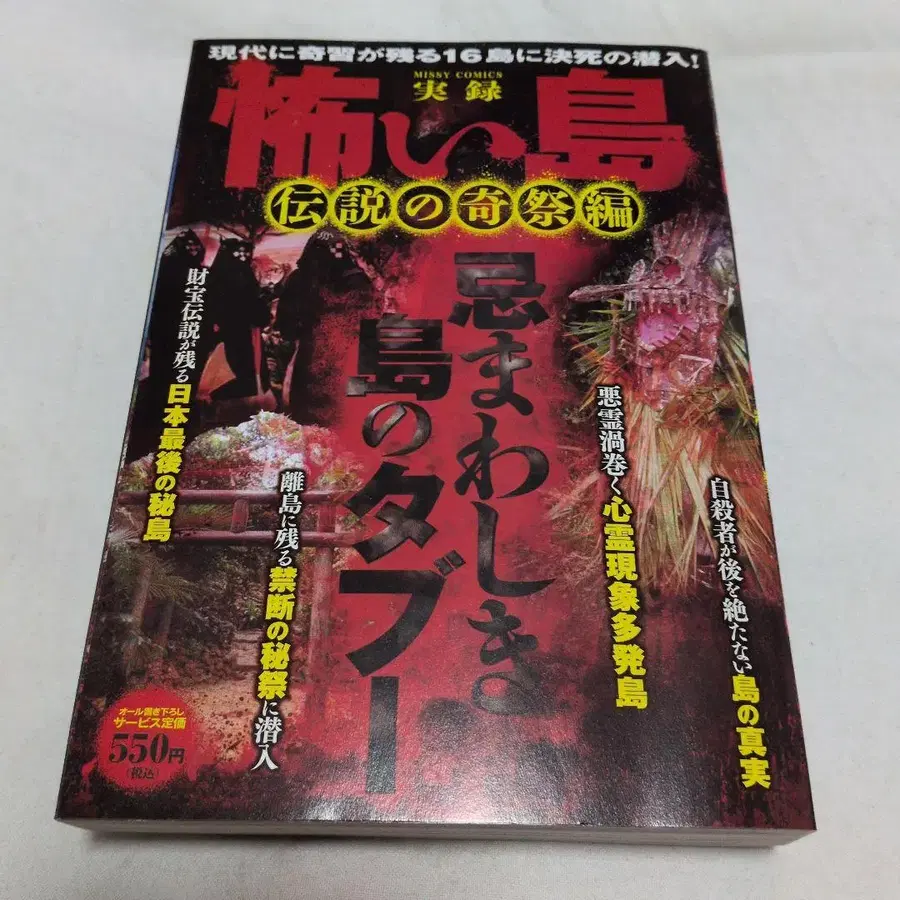 現代に奇習が残る16島に決死の潜入!
MISSY COMICS
実録
怖い島
伝説の奇祭編
忌まわしき
島のタブー
財宝伝説が残る日本最後の秘島
離島に残る禁断の秘祭に潜入
悪霊渦巻く心霊現象多発島
自殺者が後を絶たない島の真実
オール書き下ろし
サービス定価
550円
(税込)